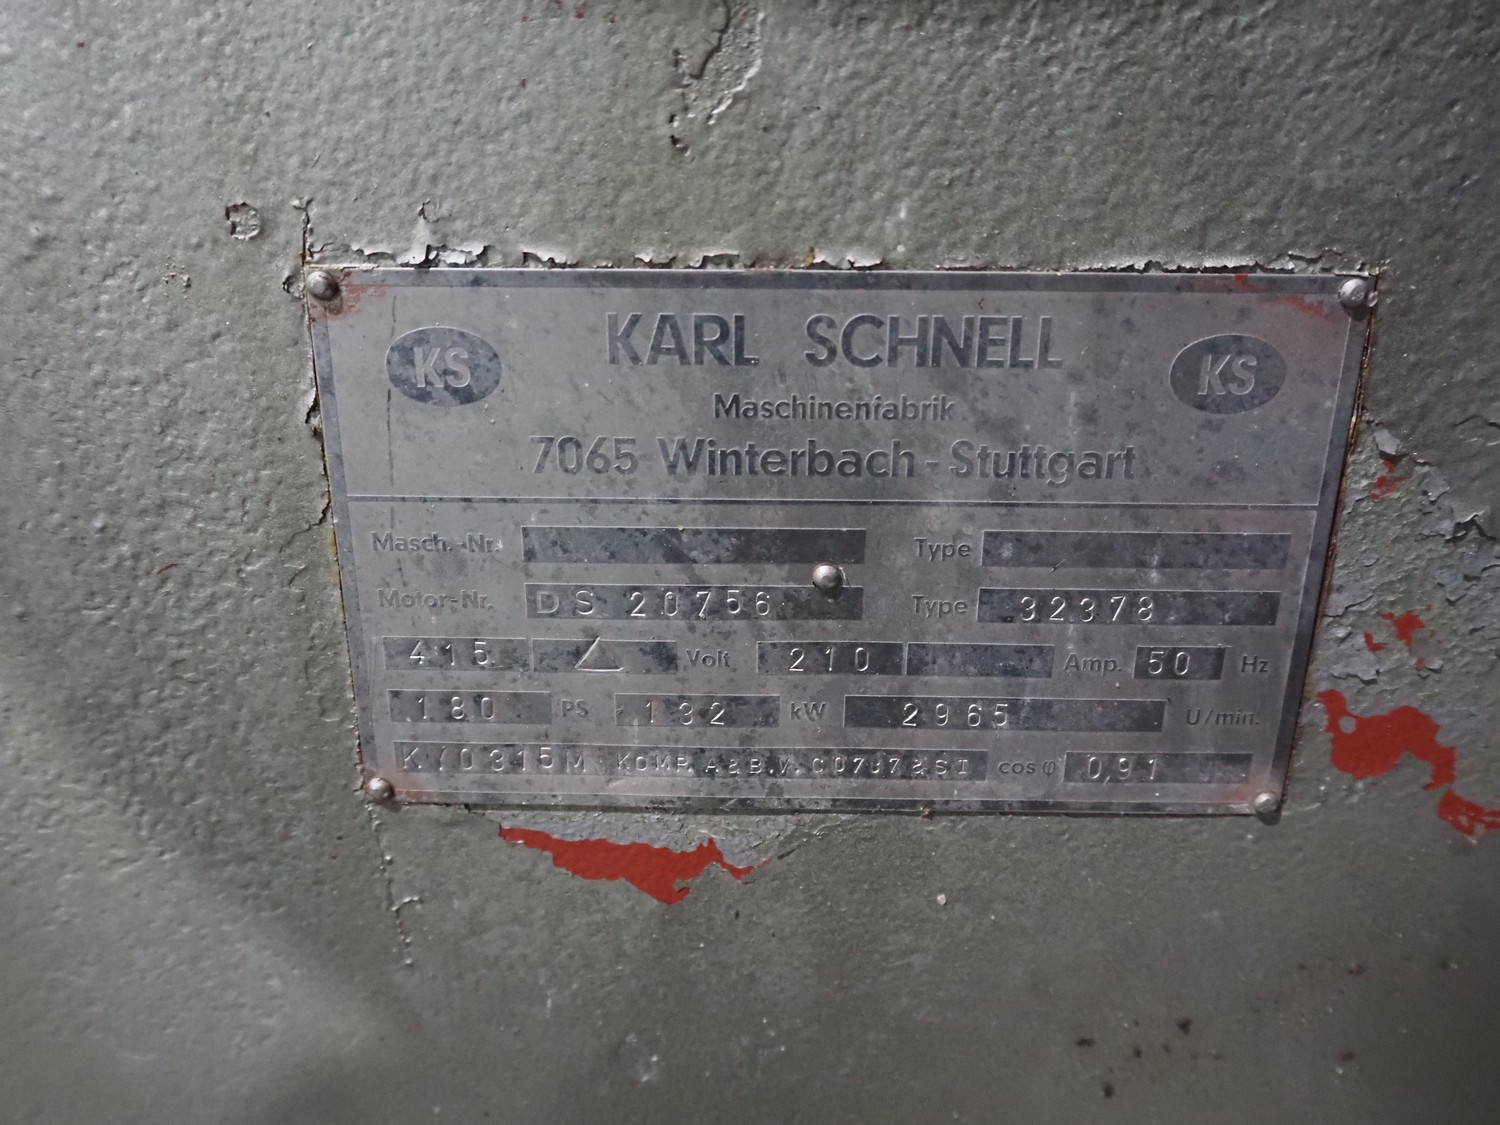 KS KARL SCHNELL KS
Maschinenfabrik
7065 Winterbach-Stuttgart
Masch.-Nr. Type
Motor-Nr. DS 20756 Type 32378
415 Volt 210 Amp. 50 Hz
180 PS 132 kW 2965 U/min.
KOMP. A&B.V. cos φ 0,91